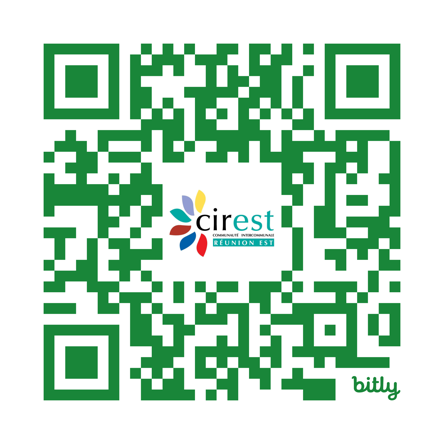 cirest
COMMUNAUTÉ INTERCOMMUNALE
RÉUNION EST
bitly